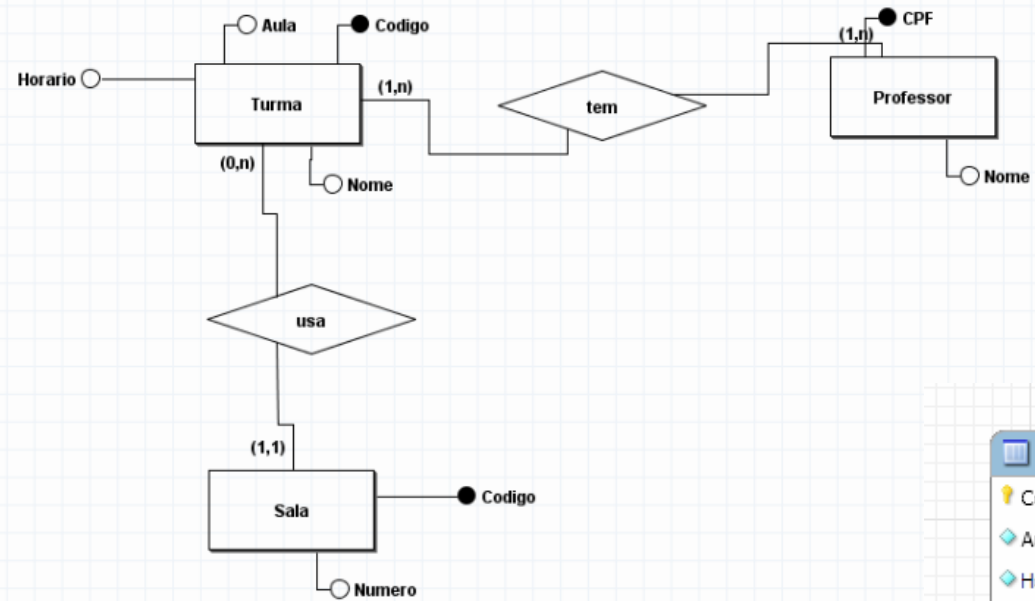 Aula
Codigo
CPF
(1,n)
Horario
(1,n)
Turma
tem
Professor
(0,n)
Nome
Nome
usa
(1,1)
Codigo
Sala
Numero